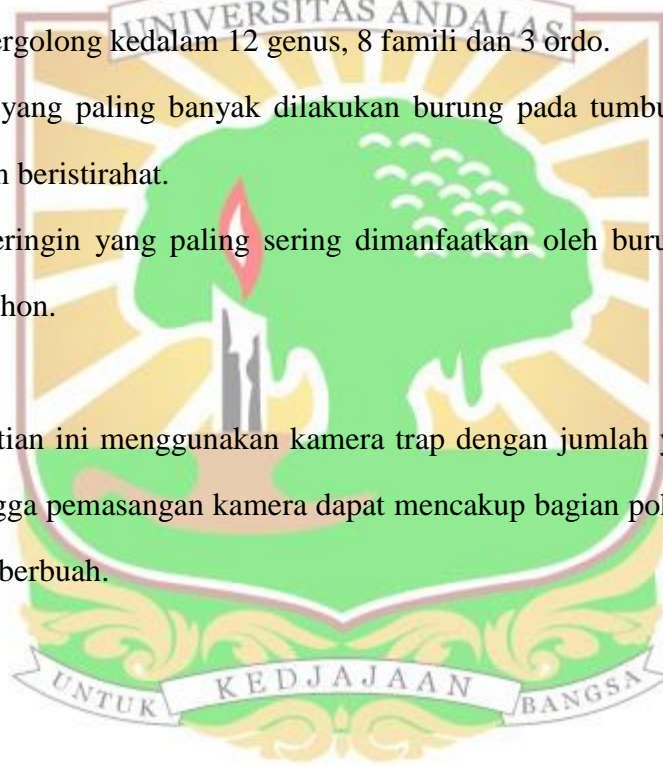 UNIVERSITAS ANDALAS
ergolong kedalam 12 genus, 8 famili dan 3 ordo.
yang paling banyak dilakukan burung pada tumbu
n beristirahat.
eringin yang paling sering dimanfaatkan oleh buru
hon.
tian ini menggunakan kamera trap dengan jumlah y
gga pemasangan kamera dapat mencakup bagian poh
berbuah.
UNTUK KEDJAJAAN BANGSA